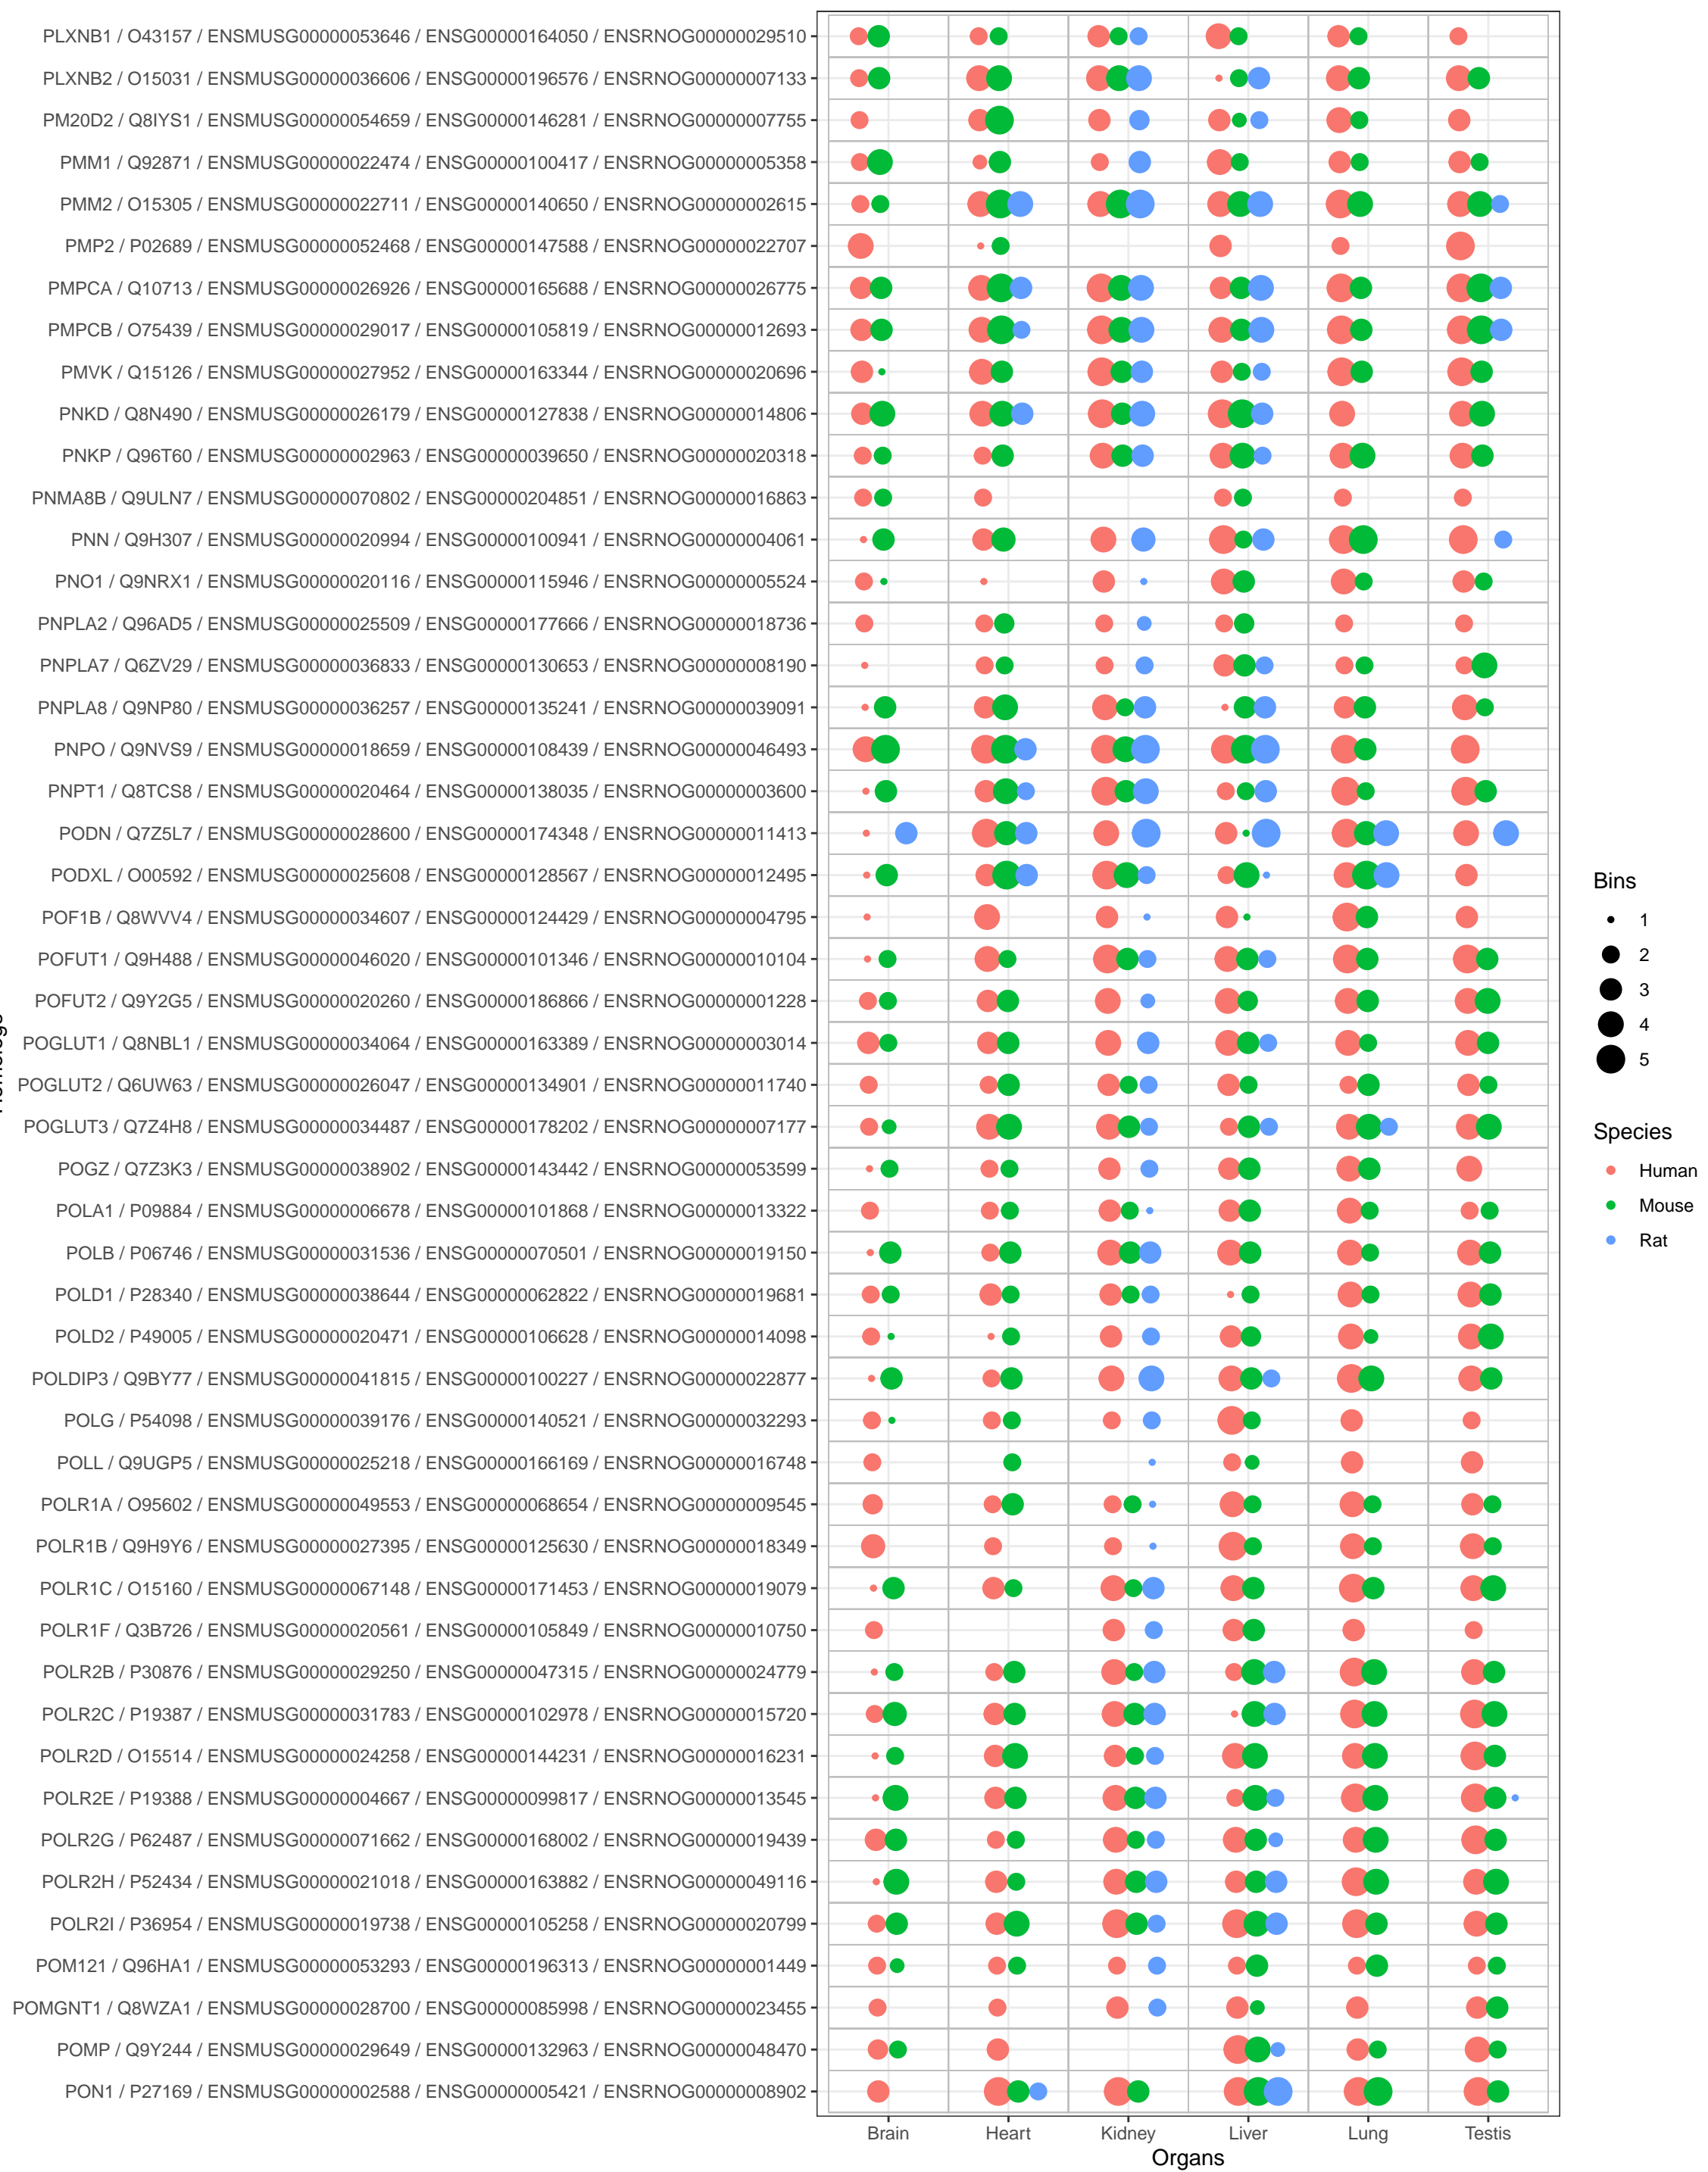 PLXNB1 / O43157 / ENSMUSG00000053646 / ENSG00000164050 / ENSRNOG00000029510
PLXNB2 / O15031 / ENSMUSG00000036606 / ENSG00000196576 / ENSRNOG00000007133
PM20D2 / Q8IYS1 / ENSMUSG00000054659 / ENSG00000146281 / ENSRNOG00000007755
PMM1 / Q92871 / ENSMUSG00000022474 / ENSG00000100417 / ENSRNOG00000005358
PMM2 / O15305 / ENSMUSG00000022711 / ENSG00000140650 / ENSRNOG00000002615
PMP2 / P02689 / ENSMUSG00000052468 / ENSG00000147588 / ENSRNOG00000022707
PMPCA / Q10713 / ENSMUSG00000026926 / ENSG00000165688 / ENSRNOG00000026775
PMPCB / O75439 / ENSMUSG00000029017 / ENSG00000105819 / ENSRNOG00000012693
PMVK / Q15126 / ENSMUSG00000027952 / ENSG00000163344 / ENSRNOG00000020696
PNKD / Q8N490 / ENSMUSG00000026179 / ENSG00000127838 / ENSRNOG00000014806
PNKP / Q96T60 / ENSMUSG00000002963 / ENSG00000039650 / ENSRNOG00000020318
PNMA8B / Q9ULN7 / ENSMUSG00000070802 / ENSG00000204851 / ENSRNOG00000016863
PNN / Q9H307 / ENSMUSG00000020994 / ENSG00000100941 / ENSRNOG00000004061
PNO1 / Q9NRX1 / ENSMUSG00000020116 / ENSG00000115946 / ENSRNOG00000005524
PNPLA2 / Q96AD5 / ENSMUSG00000025509 / ENSG00000177666 / ENSRNOG00000018736
PNPLA7 / Q6ZV29 / ENSMUSG00000036833 / ENSG00000130653 / ENSRNOG00000008190
PNPLA8 / Q9NP80 / ENSMUSG00000036257 / ENSG00000135241 / ENSRNOG00000039091
PNPO / Q9NVS9 / ENSMUSG00000018659 / ENSG00000108439 / ENSRNOG00000046493
PNPT1 / Q8TCS8 / ENSMUSG00000020464 / ENSG00000138035 / ENSRNOG00000003600
PODN / Q7Z5L7 / ENSMUSG00000028600 / ENSG00000174348 / ENSRNOG00000011413
PODXL / O00592 / ENSMUSG00000025608 / ENSG00000128567 / ENSRNOG00000012495
POF1B / Q8WVV4 / ENSMUSG00000034607 / ENSG00000124429 / ENSRNOG00000004795
POFUT1 / Q9H488 / ENSMUSG00000046020 / ENSG00000101346 / ENSRNOG00000010104
POFUT2 / Q9Y2G5 / ENSMUSG00000020260 / ENSG00000186866 / ENSRNOG00000001228
POGLUT1 / Q8NBL1 / ENSMUSG00000034064 / ENSG00000163389 / ENSRNOG00000003014
POGLUT2 / Q6UW63 / ENSMUSG00000026047 / ENSG00000134901 / ENSRNOG00000011740
POGLUT3 / Q7Z4H8 / ENSMUSG00000034487 / ENSG00000178202 / ENSRNOG00000007177
POGZ / Q7Z3K3 / ENSMUSG00000038902 / ENSG00000143442 / ENSRNOG00000053599
POLA1 / P09884 / ENSMUSG00000006678 / ENSG00000101868 / ENSRNOG00000013322
POLB / P06746 / ENSMUSG00000031536 / ENSG00000070501 / ENSRNOG00000019150
POLD1 / P28340 / ENSMUSG00000038644 / ENSG00000062822 / ENSRNOG00000019681
POLD2 / P49005 / ENSMUSG00000020471 / ENSG00000106628 / ENSRNOG00000014098
POLDIP3 / Q9BY77 / ENSMUSG00000041815 / ENSG00000100227 / ENSRNOG00000022877
POLG / P54098 / ENSMUSG00000039176 / ENSG00000140521 / ENSRNOG00000032293
POLL / Q9UGP5 / ENSMUSG00000025218 / ENSG00000166169 / ENSRNOG00000016748
POLR1A / O95602 / ENSMUSG00000049553 / ENSG00000068654 / ENSRNOG00000009545
POLR1B / Q9H9Y6 / ENSMUSG00000027395 / ENSG00000125630 / ENSRNOG00000018349
POLR1C / O15160 / ENSMUSG00000067148 / ENSG00000171453 / ENSRNOG00000019079
POLR1F / Q3B726 / ENSMUSG00000020561 / ENSG00000105849 / ENSRNOG00000010750
POLR2B / P30876 / ENSMUSG00000029250 / ENSG00000047315 / ENSRNOG00000024779
POLR2C / P19387 / ENSMUSG00000031783 / ENSG00000102978 / ENSRNOG00000015720
POLR2D / O15514 / ENSMUSG00000024258 / ENSG00000144231 / ENSRNOG00000016231
POLR2E / P19388 / ENSMUSG00000004667 / ENSG00000099817 / ENSRNOG00000013545
POLR2G / P62487 / ENSMUSG00000071662 / ENSG00000168002 / ENSRNOG00000019439
POLR2H / P52434 / ENSMUSG00000021018 / ENSG00000163882 / ENSRNOG00000049116
POLR2I / P36954 / ENSMUSG00000019738 / ENSG00000105258 / ENSRNOG00000020799
POM121 / Q96HA1 / ENSMUSG00000053293 / ENSG00000196313 / ENSRNOG00000001449
POMGNT1 / Q8WZA1 / ENSMUSG00000028700 / ENSG00000085998 / ENSRNOG00000023455
POMP / Q9Y244 / ENSMUSG00000029649 / ENSG00000132963 / ENSRNOG00000048470
PON1 / P27169 / ENSMUSG00000002588 / ENSG00000005421 / ENSRNOG00000008902
Brain Heart Kidney Liver Lung Testis
Organs
Bins
1
2
3
4
5
Species
Human
Mouse
Rat